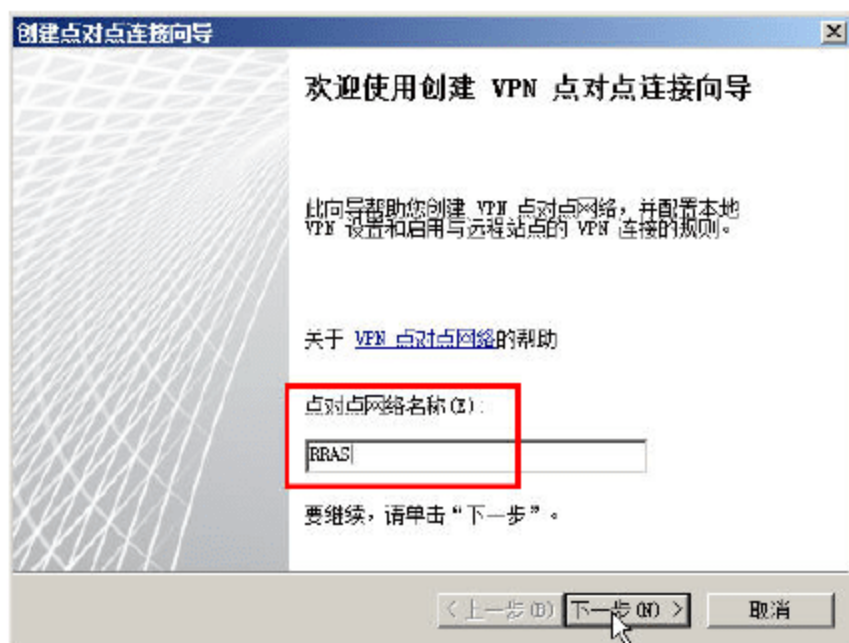 创建点对点连接向导
欢迎使用创建 VPN 点对点连接向导
此向导帮助您创建 VPN 点对点网络，并配置本地
VPN 设置和启用与远程站点的 VPN 连接的规则。
关于 VPN 点对点网络的帮助
点对点网络名称(E):
RRAS
要继续，请单击“下一步”。
< 上一步(B) 下一步(N) > 取消